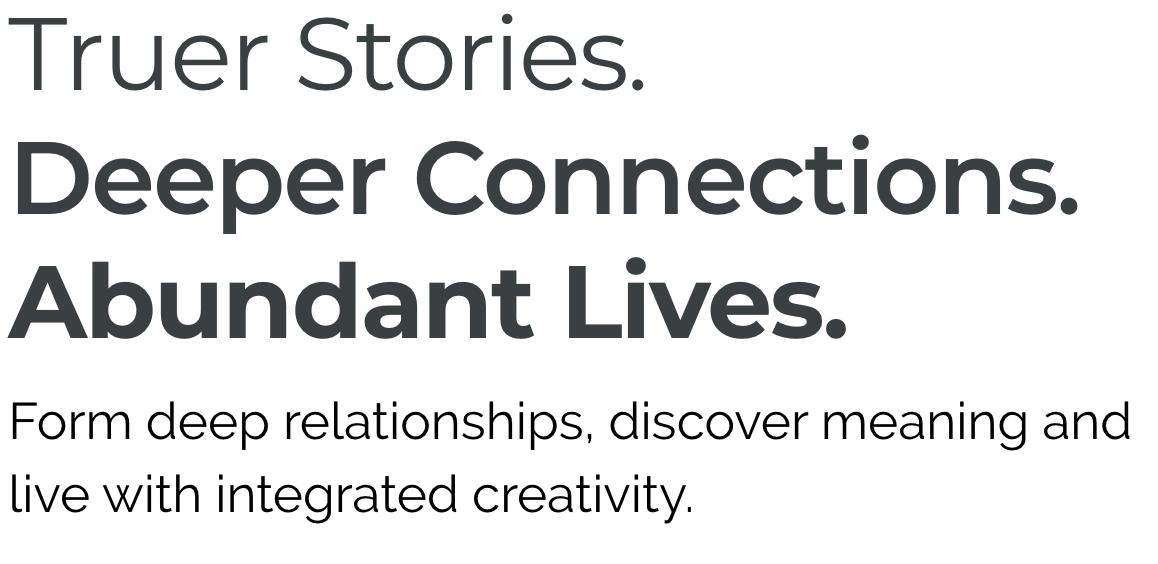 Truer Stories.
Deeper Connections.
Abundant Lives.
Form deep relationships, discover meaning and
live with integrated creativity.